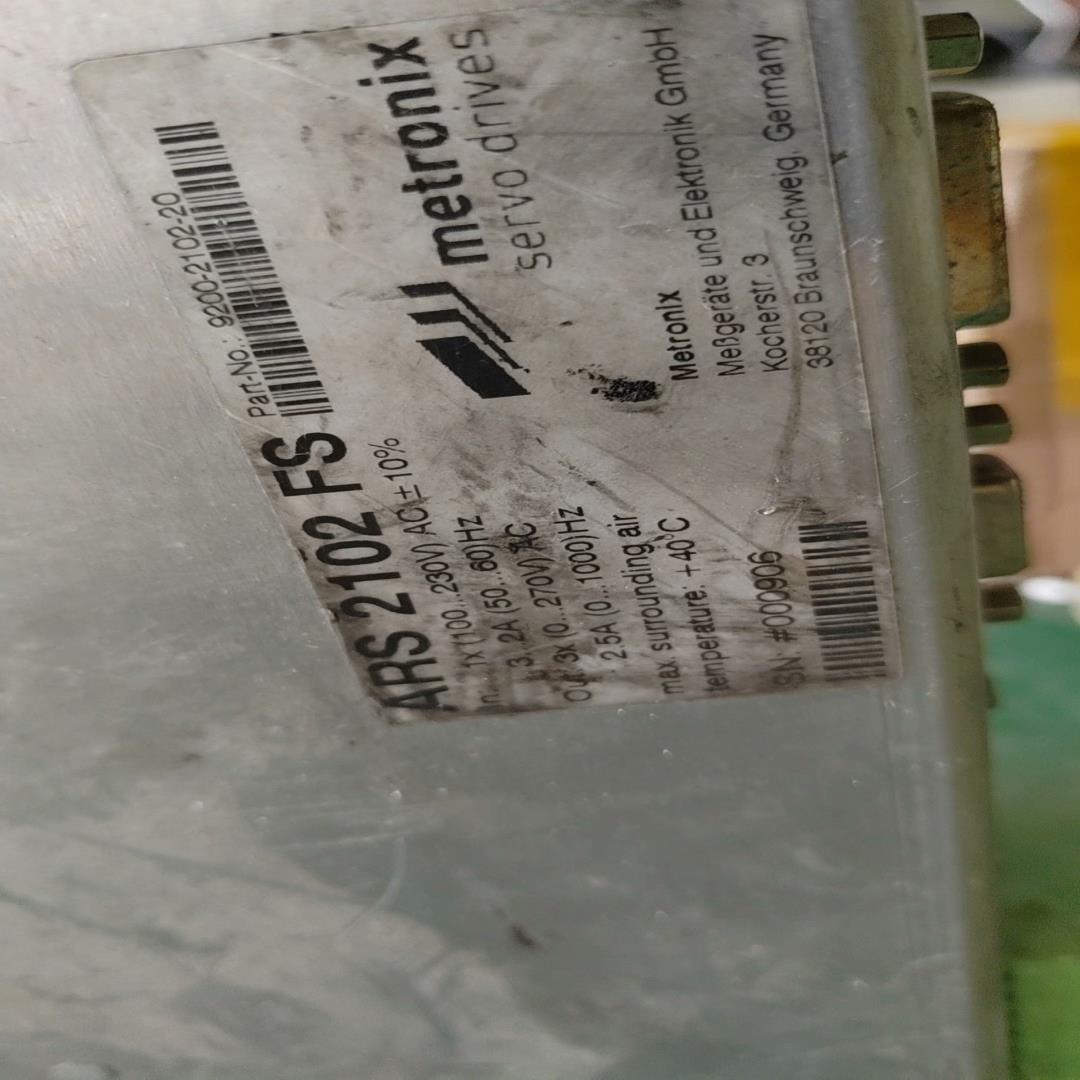 ARS 2102 FS
Part-No.: 9200-2102-20
1x(100...230V) AC ±10%
3...2A (50...60)Hz
3x (0...270V) AC
2.5A (0...1000)Hz
max. surrounding air
temperature: +40°C
SN: #000906
metronix
servo drives
Metronix
Meßgeräte und Elektronik GmbH
Kocherstr. 3
38120 Braunschweig, Germany